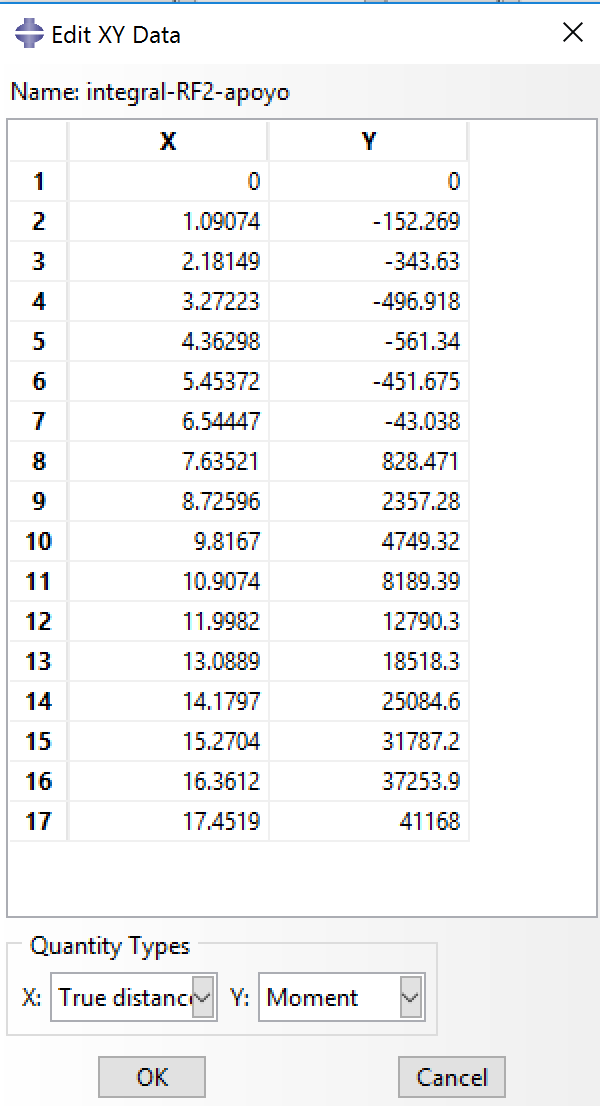 Edit XY Data
Name: integral-RF2-apoyo
X Y
1 0 0
2 1.09074 -152.269
3 2.18149 -343.63
4 3.27223 -496.918
5 4.36298 -561.34
6 5.45372 -451.675
7 6.54447 -43.038
8 7.63521 828.471
9 8.72596 2357.28
10 9.8167 4749.32
11 10.9074 8189.39
12 11.9982 12790.3
13 13.0889 18518.3
14 14.1797 25084.6
15 15.2704 31787.2
16 16.3612 37253.9
17 17.4519 41168
Quantity Types
X: True distanc Y: Moment
OK Cancel